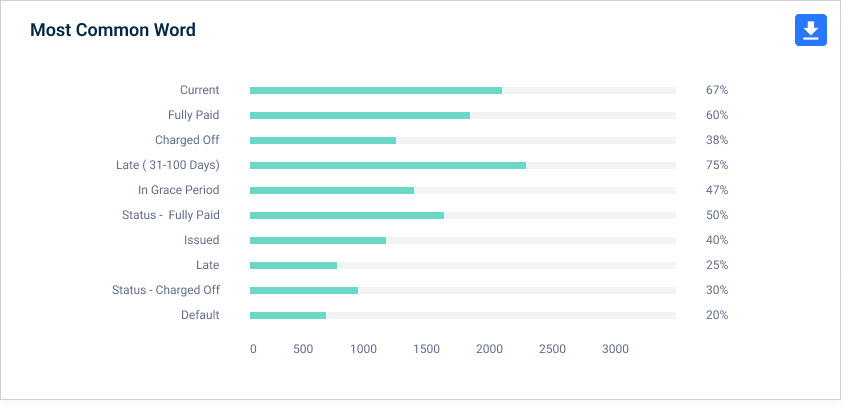 Most Common Word
Current 67%
Fully Paid 60%
Charged Off 38%
Late ( 31-100 Days) 75%
In Grace Period 47%
Status -  Fully Paid 50%
Issued 40%
Late 25%
Status - Charged Off 30%
Default 20%
0 500 1000 1500 2000 2500 3000